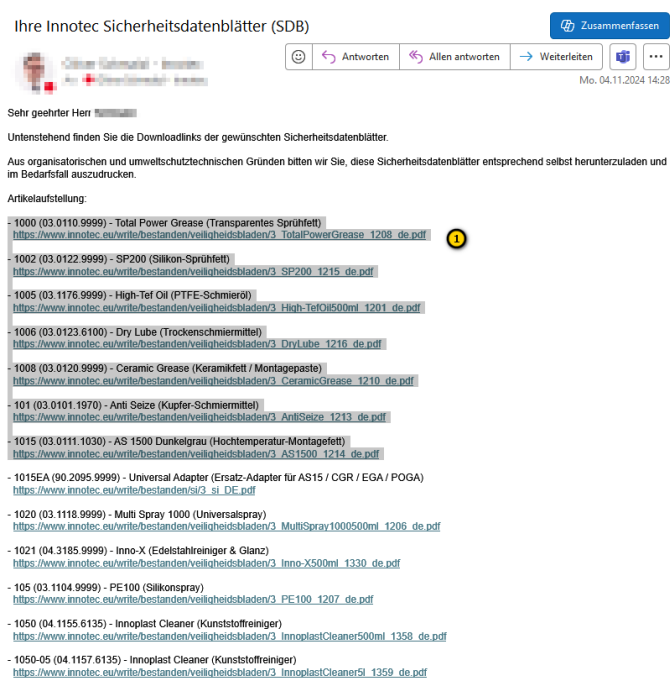 Ihre Innotec Sicherheitsdatenblätter (SDB)
Zusammenfassen
Antworten
Allen antworten
Weiterleiten
Mo. 04.11.2024 14:28
Sehr geehrter Herr
Untenstehend finden Sie die Downloadlinks der gewünschten Sicherheitsdatenblätter.
Aus organisatorischen und umweltschutztechnischen Gründen bitten wir Sie, diese Sicherheitsdatenblätter entsprechend selbst herunterzuladen und
im Bedarfsfall auszudrucken.
Artikelaufstellung:
- 1000 (03.0110.9999) - Total Power Grease (Transparentes Sprühfett)
https://www.innotec.eu/write/bestanden/veiligheidsbladen/3_TotalPowerGrease_1208_de.pdf
1
- 1002 (03.0122.9999) - SP200 (Silikon-Sprühfett)
https://www.innotec.eu/write/bestanden/veiligheidsbladen/3_SP200_1215_de.pdf
- 1005 (03.1176.9999) - High-Tef Oil (PTFE-Schmieröl)
https://www.innotec.eu/write/bestanden/veiligheidsbladen/3_High-TefOil500ml_1201_de.pdf
- 1006 (03.0123.6100) - Dry Lube (Trockenschmiermittel)
https://www.innotec.eu/write/bestanden/veiligheidsbladen/3_DryLube_1216_de.pdf
- 1008 (03.0120.9999) - Ceramic Grease (Keramikfett / Montagepaste)
https://www.innotec.eu/write/bestanden/veiligheidsbladen/3_CeramicGrease_1210_de.pdf
- 101 (03.0101.1970) - Anti Seize (Kupfer-Schmiermittel)
https://www.innotec.eu/write/bestanden/veiligheidsbladen/3_AntiSeize_1213_de.pdf
- 1015 (03.0111.1030) - AS 1500 Dunkelgrau (Hochtemperatur-Montagefett)
https://www.innotec.eu/write/bestanden/veiligheidsbladen/3_AS1500_1214_de.pdf
- 1015EA (90.2095.9999) - Universal Adapter (Ersatz-Adapter für AS15 / CGR / EGA / POGA)
https://www.innotec.eu/write/bestanden/si/3_si_DE.pdf
- 1020 (03.1118.9999) - Multi Spray 1000 (Universalspray)
https://www.innotec.eu/write/bestanden/veiligheidsbladen/3_MultiSpray1000500ml_1206_de.pdf
- 1021 (04.3185.9999) - Inno-X (Edelstahlreiniger & Glanz)
https://www.innotec.eu/write/bestanden/veiligheidsbladen/3_Inno-X500ml_1330_de.pdf
- 105 (03.1104.9999) - PE100 (Silikonspray)
https://www.innotec.eu/write/bestanden/veiligheidsbladen/3_PE100_1207_de.pdf
- 1050 (04.1155.6135) - Innoplast Cleaner (Kunststoffreiniger)
https://www.innotec.eu/write/bestanden/veiligheidsbladen/3_InnoplastCleaner500ml_1358_de.pdf
- 1050-05 (04.1157.6135) - Innoplast Cleaner (Kunststoffreiniger)
https://www.innotec.eu/write/bestanden/veiligheidsbladen/3_InnoplastCleaner5l_1359_de.pdf